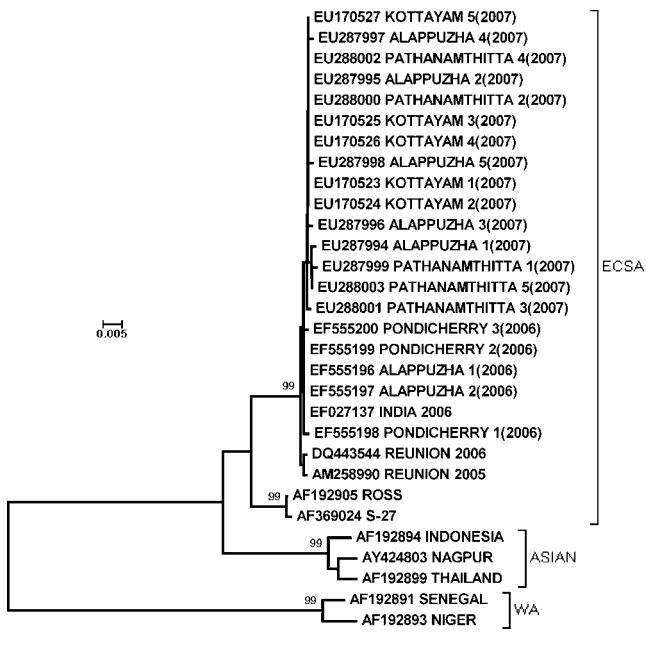 EU170527 KOTTAYAM 5(2007)
EU287997 ALAPPUZHA 4(2007)
EU288002 PATHANAMTHITTA 4(2007)
EU287995 ALAPPUZHA 2(2007)
EU288000 PATHANAMTHITTA 2(2007)
EU170525 KOTTAYAM 3(2007)
EU170526 KOTTAYAM 4(2007)
EU287998 ALAPPUZHA 5(2007)
EU170523 KOTTAYAM 1(2007)
EU170524 KOTTAYAM 2(2007)
EU287996 ALAPPUZHA 3(2007)
EU287994 ALAPPUZHA 1(2007)
EU287999 PATHANAMTHITTA 1(2007)
ECSA
EU288003 PATHANAMTHITTA 5(2007)
EU288001 PATHANAMTHITTA 3(2007)
0.005
EF555200 PONDICHERRY 3(2006)
EF555199 PONDICHERRY 2(2006)
EF555196 ALAPPUZHA 1(2006)
EF555197 ALAPPUZHA 2(2006)
99
EF027137 INDIA 2006
EF555198 PONDICHERRY 1(2006)
DQ443544 REUNION 2006
AM258990 REUNION 2005
99
AF192905 ROSS
AF369024 S-27
99
AF192894 INDONESIA
AY424803 NAGPUR
ASIAN
AF192899 THAILAND
99
AF192891 SENEGAL
WA
AF192893 NIGER